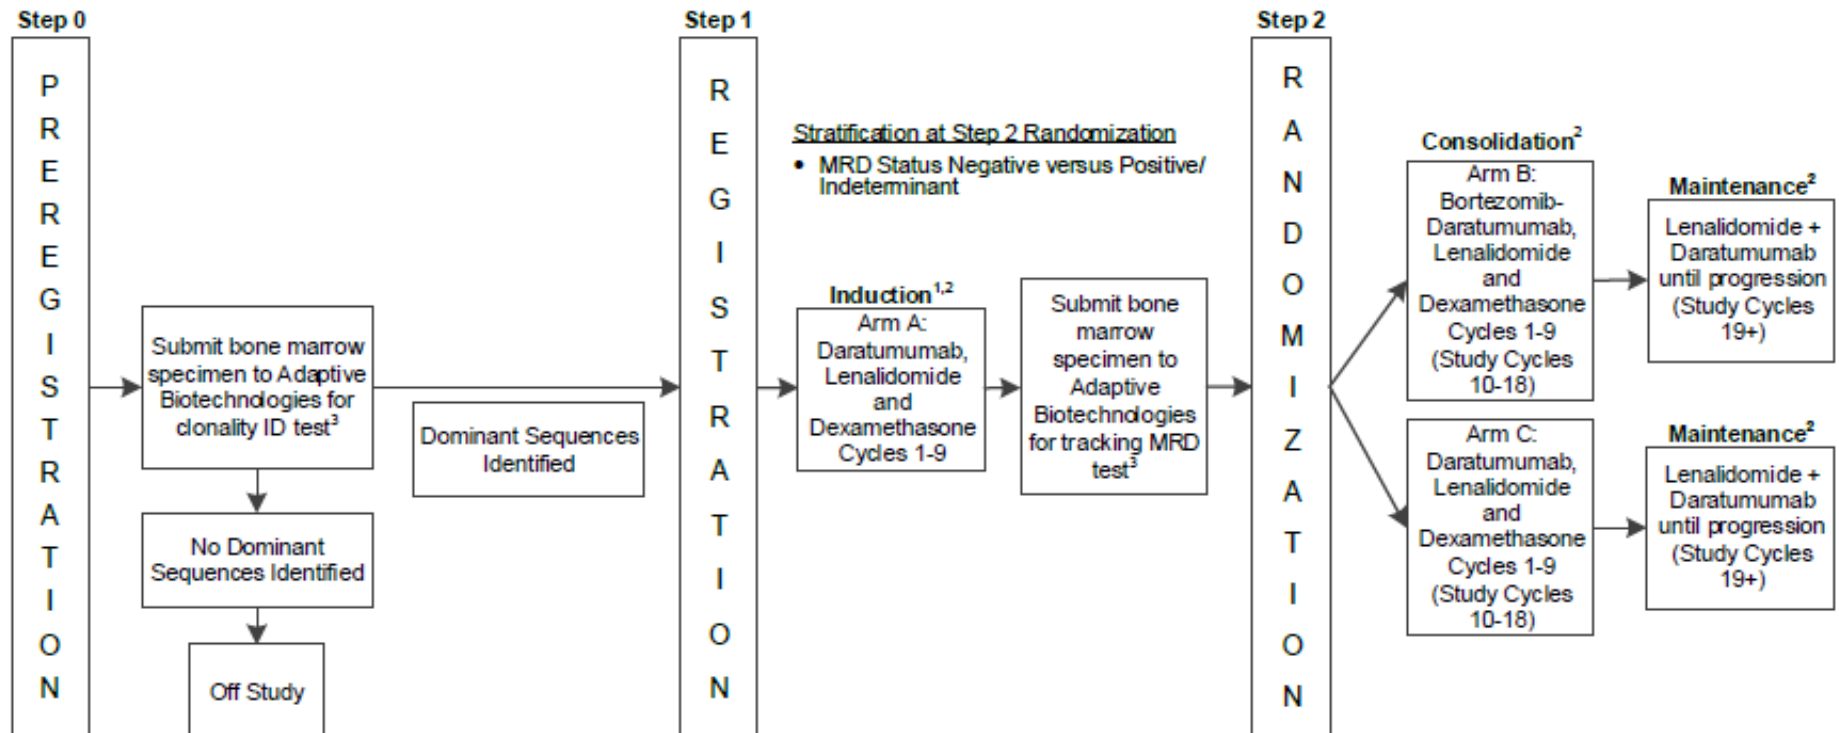 Step 0
P
R
E
R
E
G
I
S
T
R
A
T
I
O
N
Submit bone marrow
specimen to Adaptive
Biotechnologies for
clonality ID test³
No Dominant
Sequences Identified
Off Study
Dominant Sequences
Identified
Step 1
R
E
G
I
S
T
R
A
T
I
O
N
Stratification at Step 2 Randomization
• MRD Status Negative versus Positive/
Indeterminant
Induction¹,²
Arm A:
Daratumumab,
Lenalidomide
and
Dexamethasone
Cycles 1-9
Submit bone
marrow
specimen to
Adaptive
Biotechnologies
for tracking MRD
test³
Step 2
R
A
N
D
O
M
I
Z
A
T
I
O
N
Consolidation²
Arm B:
Bortezomib-
Daratumumab,
Lenalidomide
and
Dexamethasone
Cycles 1-9
(Study Cycles
10-18)
Maintenance²
Lenalidomide +
Daratumumab
until progression
(Study Cycles
19+)
Arm C:
Daratumumab,
Lenalidomide
and
Dexamethasone
Cycles 1-9
(Study Cycles
10-18)
Maintenance²
Lenalidomide +
Daratumumab
until progression
(Study Cycles
19+)